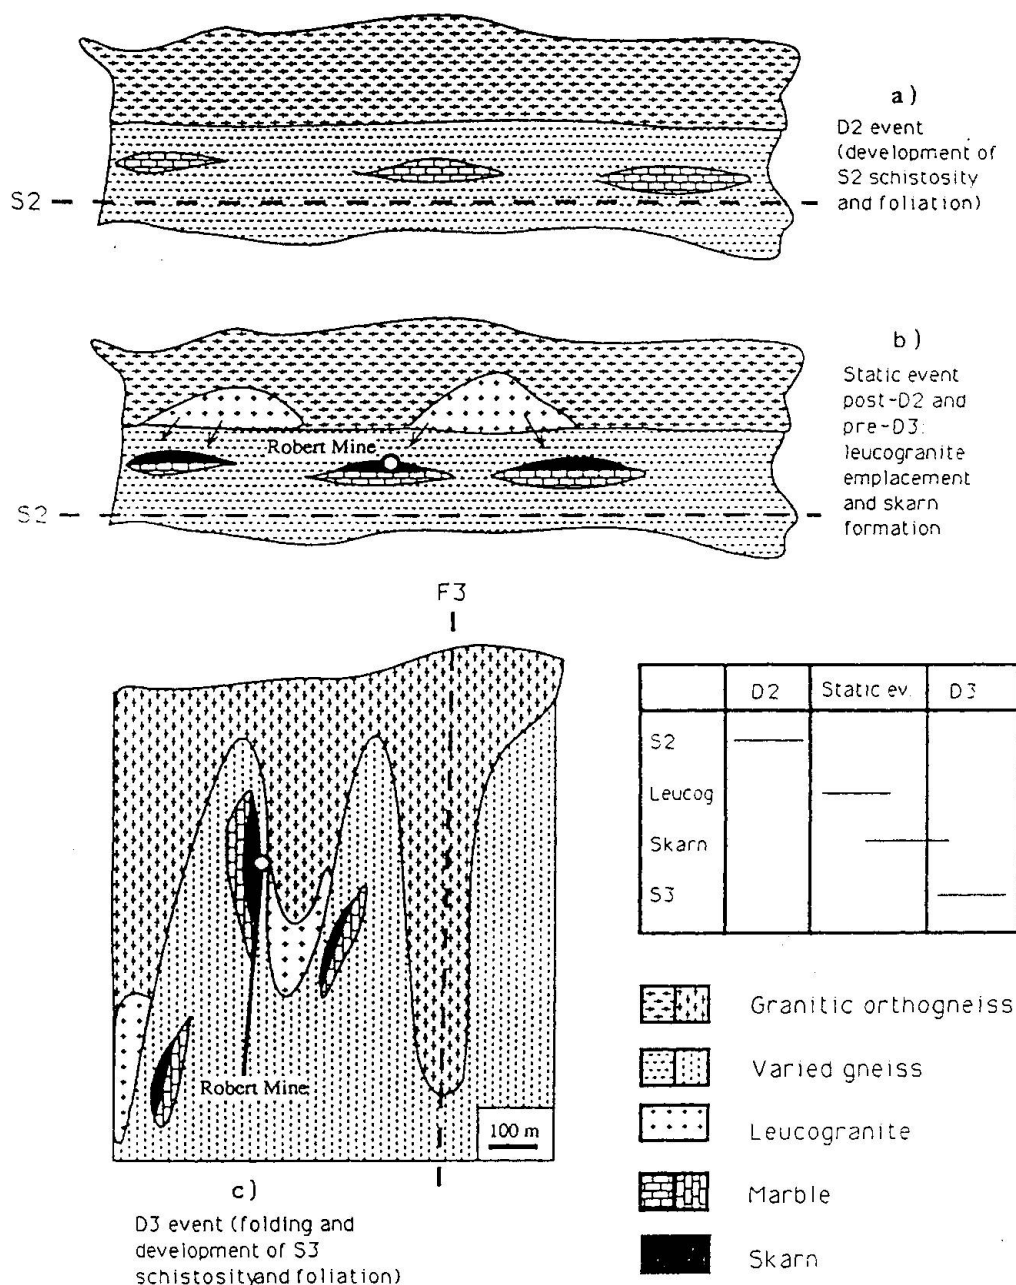 a)
D2 event
(development of
S2 schistosity
and foliation)
S2
b)
Static event
post-D2 and
pre-D3:
leucogranite
emplacement
and skarn
formation
Robert Mine
S2
F3
Robert Mine
100 m
c)
D3 event (folding and
development of S3
schistosity and foliation)
D2 Static ev. D3
S2
Leucog
Skarn
S3
Granitic orthogneiss
Varied gneiss
Leucogranite
Marble
Skarn